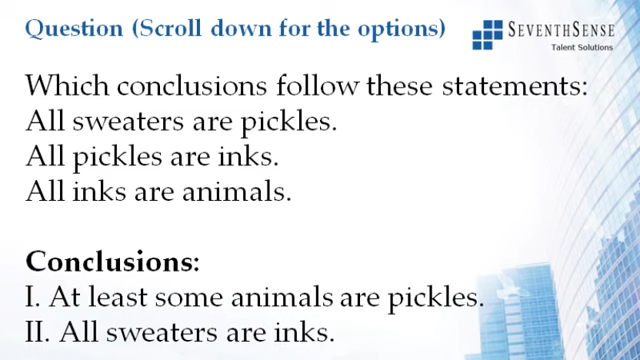 Question (Scroll down for the options)
SEVENTHSENSE
Talent Solutions
Which conclusions follow these statements:
All sweaters are pickles.
All pickles are inks.
All inks are animals.
Conclusions:
I. At least some animals are pickles.
II. All sweaters are inks.